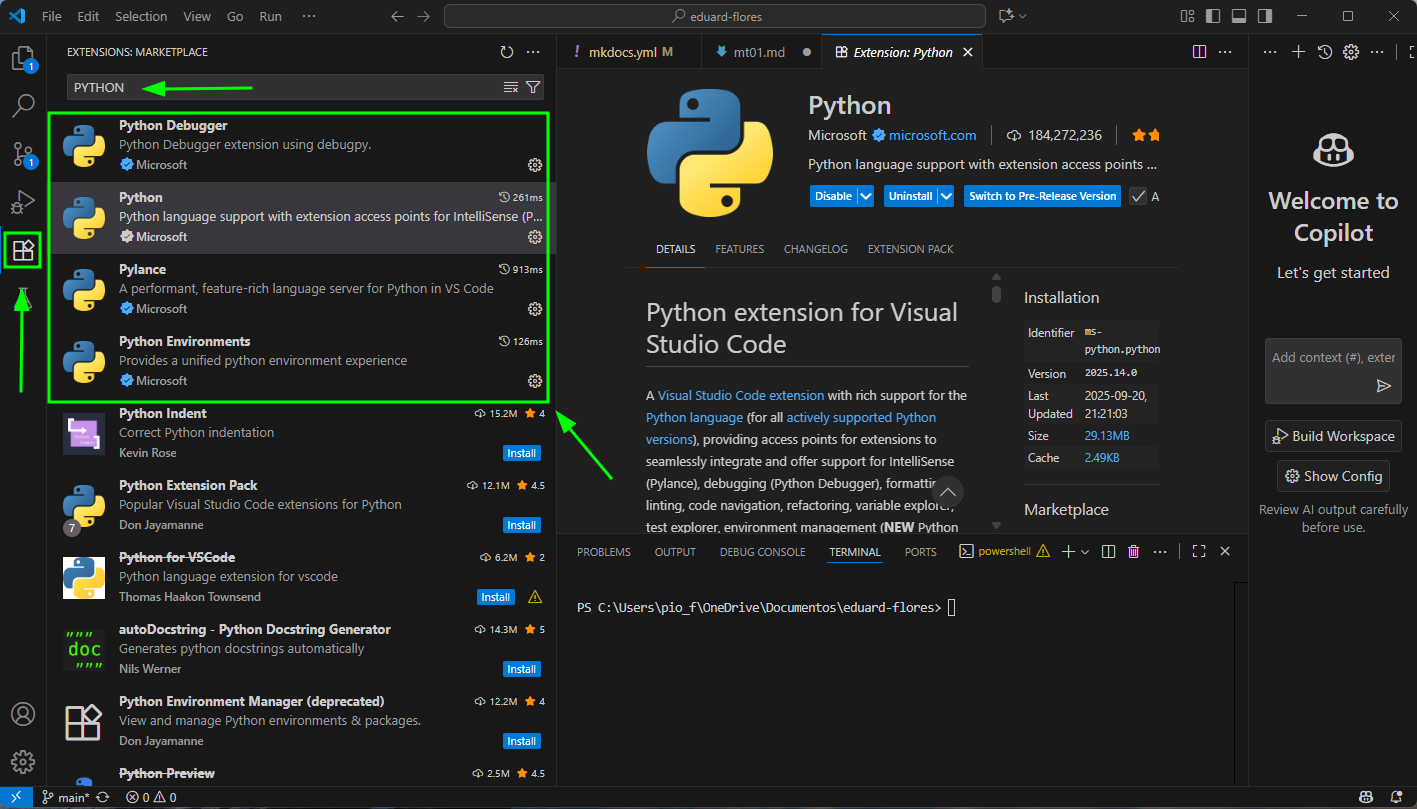 File Edit Selection View Go Run ···
eduard-flores
EXTENSIONS: MARKETPLACE
PYTHON
Python Debugger
Python Debugger extension using debugpy.
Microsoft
Python 261ms
Python language support with extension access points for IntelliSense (P...
Microsoft
Pylance 913ms
A performant, feature-rich language server for Python in VS Code
Microsoft
Python Environments 126ms
Provides a unified python environment experience
Microsoft
Python Indent 15.2M 4
Correct Python indentation
Kevin Rose Install
Python Extension Pack 12.1M 4.5
Popular Visual Studio Code extensions for Python
7 Don Jayamanne Install
Python for VSCode 6.2M 2
Python language extension for vscode
Thomas Haakon Townsend Install
autoDocstring - Python Docstring Generator 14.3M 5
""" doc """
Generates python docstrings automatically
Nils Werner Install
Python Environment Manager (deprecated) 12.2M 4
View and manage Python environments & packages.
Don Jayamanne Install
Python Preview 2.5M 4.5
1
1
! mkdocs.yml M
mt01.md
Extension: Python
Python
Microsoft microsoft.com 184,272,236
Python language support with extension access points ...
Disable Uninstall Switch to Pre-Release Version A
DETAILS FEATURES CHANGELOG EXTENSION PACK
Python extension for Visual
Studio Code
A Visual Studio Code extension with rich support for the
Python language (for all actively supported Python
versions), providing access points for extensions to
seamlessly integrate and offer support for IntelliSense
(Pylance), debugging (Python Debugger), formatting,
linting, code navigation, refactoring, variable explorer,
test explorer, environment management (NEW Python
Installation
Identifier ms-
python.python
Version 2025.14.0
Last 2025-09-20,
Updated 21:21:03
Size 29.13MB
Cache 2.49KB
Marketplace
PROBLEMS OUTPUT DEBUG CONSOLE TERMINAL PORTS powershell
PS C:\Users\pio_f\OneDrive\Documentos\eduard-flores>
Welcome to
Copilot
Let's get started
Add context (#), exter
Build Workspace
Show Config
Review AI output carefully
before use.
main* 0 0